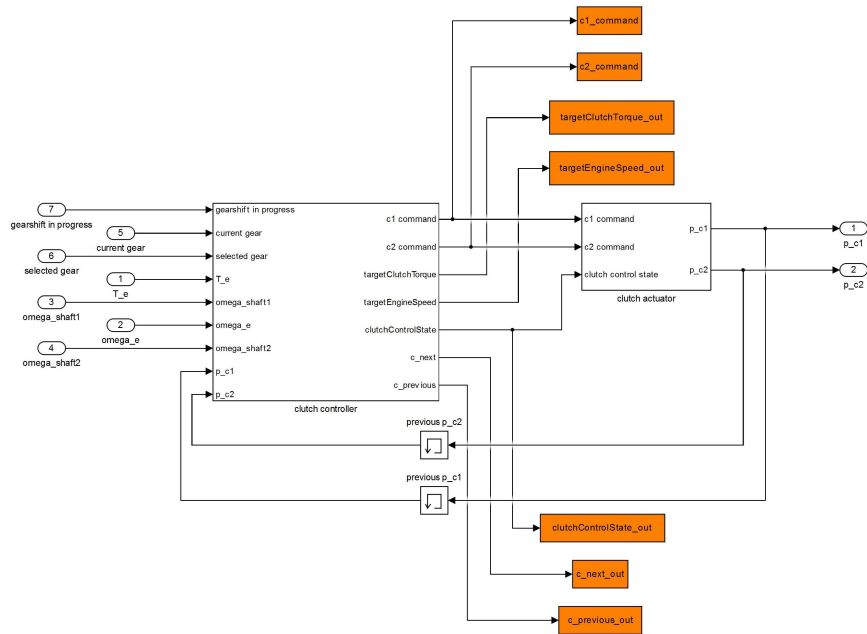 c1_command
c2_command
targetClutchTorque_out
targetEngineSpeed_out
7
gearshift in progress
5
current gear
6
selected gear
1
T_e
3
omega_shaft1
2
omega_e
4
omega_shaft2
gearshift in progress
current gear
selected gear
T_e
omega_shaft1
omega_e
omega_shaft2
p_c1
p_c2
c1 command
c2 command
targetClutchTorque
targetEngineSpeed
clutchControlState
c_next
c_previous
clutch controller
c1 command
c2 command
clutch control state
p_c1
p_c2
clutch actuator
1
p_c1
2
p_c2
previous p_c2
previous p_c1
clutchControlState_out
c_next_out
c_previous_out